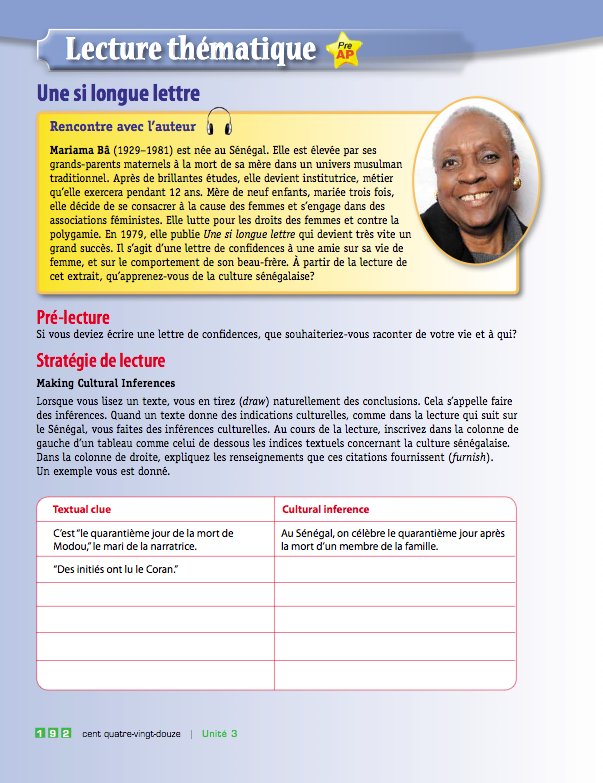 Lecture thématique
Pre
AP
Une si longue lettre
Rencontre avec l'auteur
Mariama Bâ (1929–1981) est née au Sénégal. Elle est élevée par ses
grands-parents maternels à la mort de sa mère dans un univers musulman
traditionnel. Après de brillantes études, elle devient institutrice, métier
qu'elle exercera pendant 12 ans. Mère de neuf enfants, mariée trois fois,
elle décide de se consacrer à la cause des femmes et s'engage dans des
associations féministes. Elle lutte pour les droits des femmes et contre la
polygamie. En 1979, elle publie Une si longue lettre qui devient très vite un
grand succès. Il s'agit d'une lettre de confidences à une amie sur sa vie de
femme, et sur le comportement de son beau-frère. À partir de la lecture de
cet extrait, qu'apprenez-vous de la culture sénégalaise?
Pré-lecture
Si vous deviez écrire une lettre de confidences, que souhaiteriez-vous raconter de votre vie et à qui?
Stratégie de lecture
Making Cultural Inferences
Lorsque vous lisez un texte, vous en tirez (draw) naturellement des conclusions. Cela s'appelle faire
des inférences. Quand un texte donne des indications culturelles, comme dans la lecture qui suit sur
le Sénégal, vous faites des inférences culturelles. Au cours de la lecture, inscrivez dans la colonne de
gauche d'un tableau comme celui de dessous les indices textuels concernant la culture sénégalaise.
Dans la colonne de droite, expliquez les renseignements que ces citations fournissent (furnish).
Un exemple vous est donné.
Textual clue
Cultural inference
C'est "le quarantième jour de la mort de
Modou," le mari de la narratrice.
Au Sénégal, on célèbre le quarantième jour après
la mort d'un membre de la famille.
"Des initiés ont lu le Coran."
192 cent quatre-vingt-douze | Unité 3